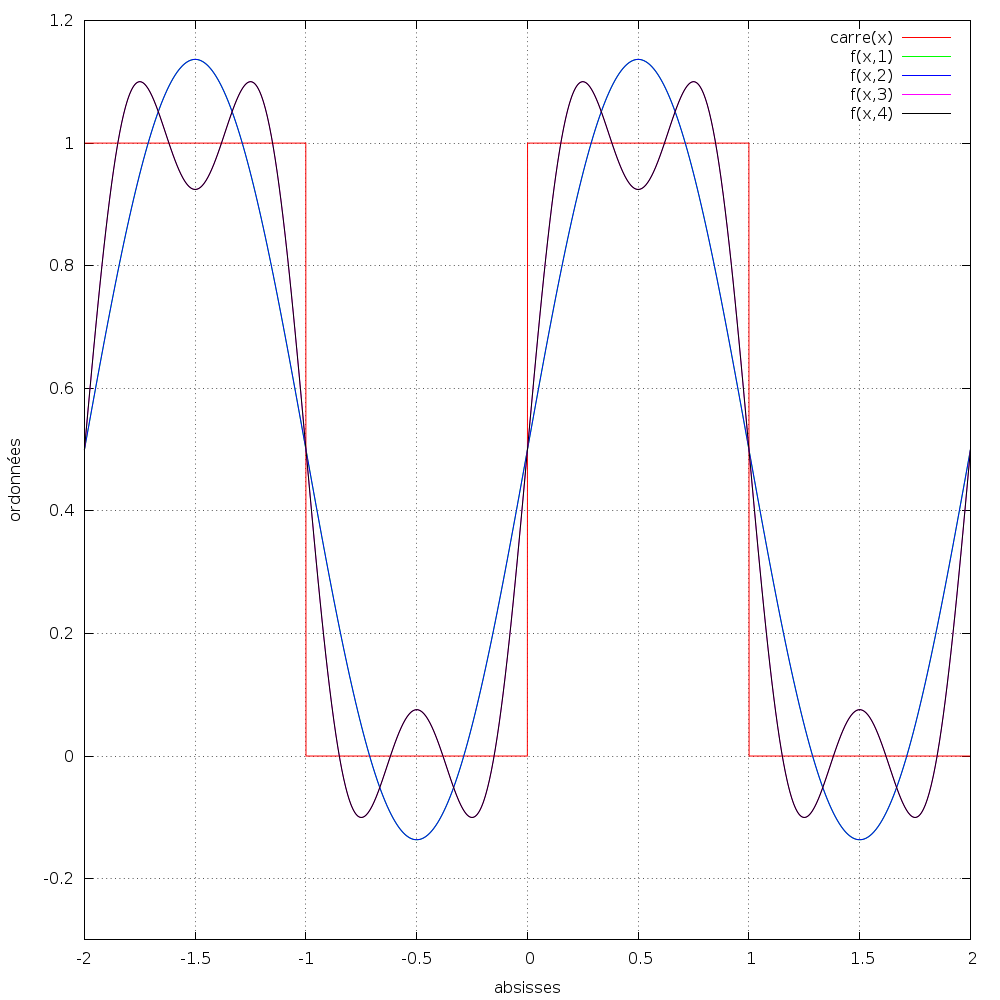 1.2
carre(x)
f(x,1)
f(x,2)
f(x,3)
f(x,4)
1
0.8
0.6
0.4
0.2
0
-0.2
ordonnées
-2 -1.5 -1 -0.5 0 0.5 1 1.5 2
absisses